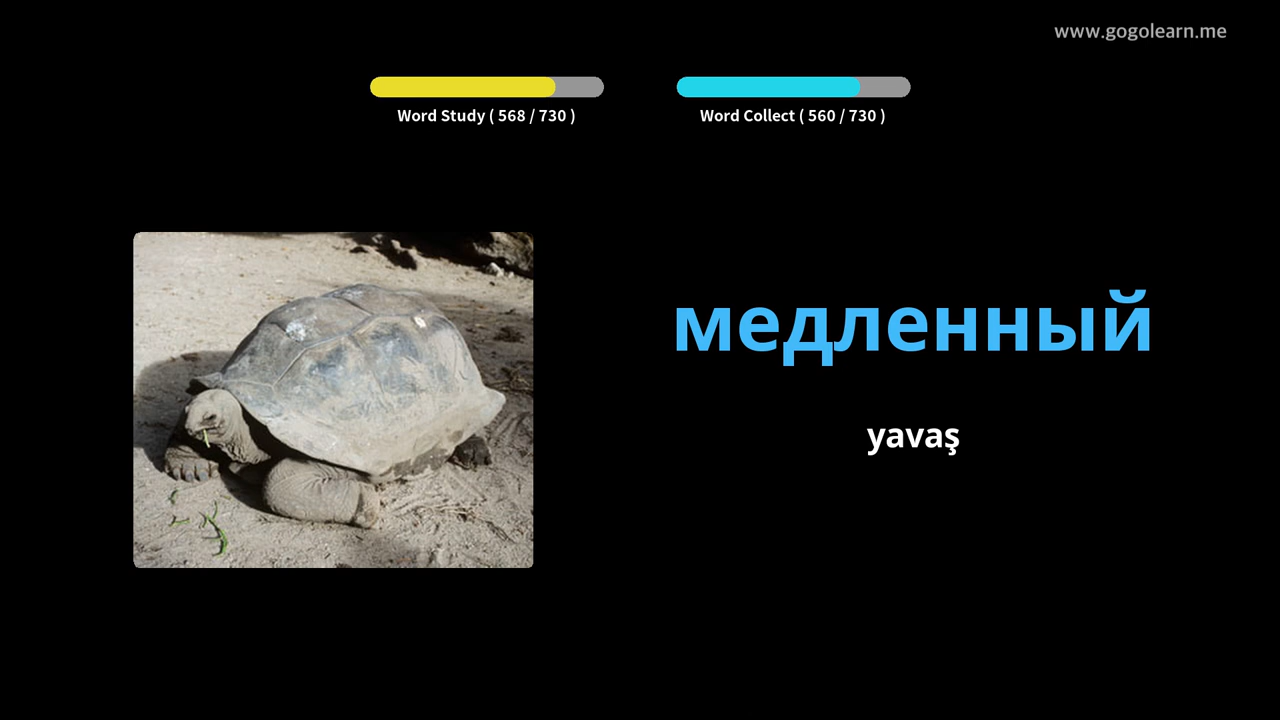 www.gogolearn.me
Word Study ( 568 / 730 )
Word Collect ( 560 / 730 )
медленный
yavaş